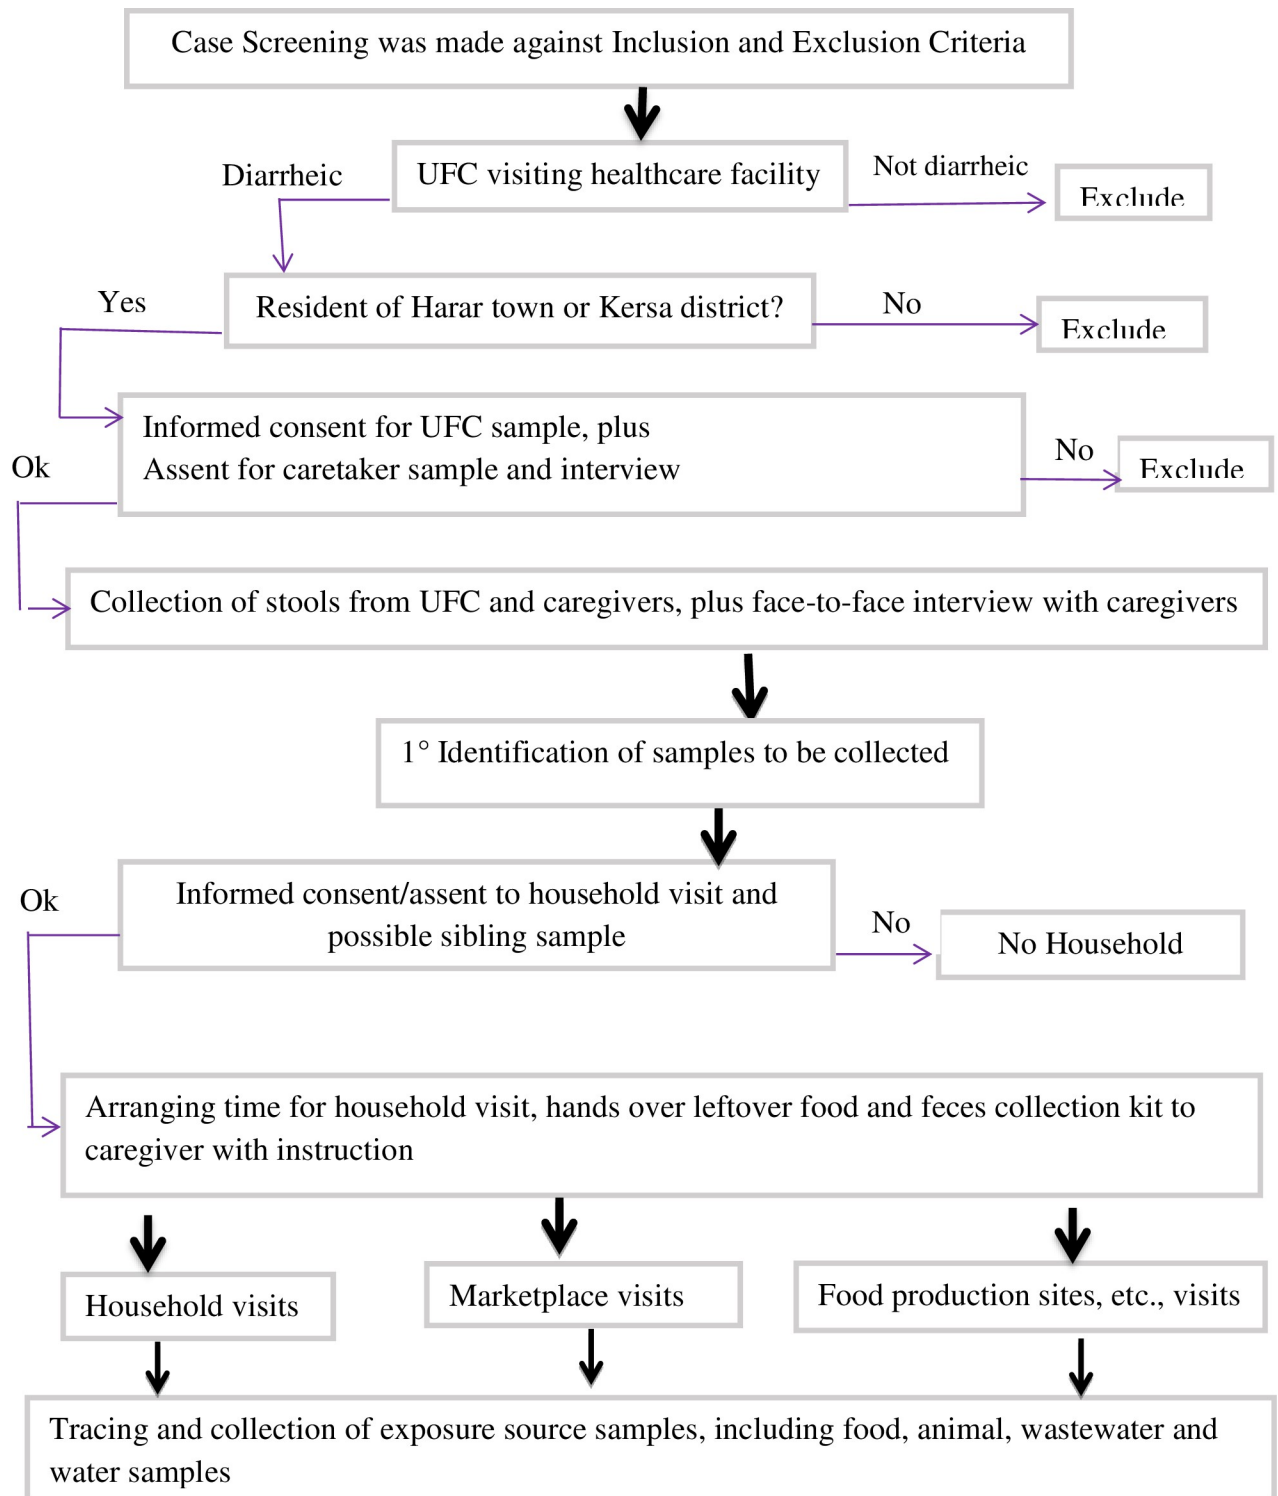 Case Screening was made against Inclusion and Exclusion Criteria
Diarrheic
UFC visiting healthcare facility
Not diarrheic
Exclude
Yes
Resident of Harar town or Kersa district?
No
Exclude
Informed consent for UFC sample, plus
Assent for caretaker sample and interview
Ok
No
Exclude
Collection of stools from UFC and caregivers, plus face-to-face interview with caregivers
1° Identification of samples to be collected
Ok
Informed consent/assent to household visit and
possible sibling sample
No
No Household
Arranging time for household visit, hands over leftover food and feces collection kit to
caregiver with instruction
Household visits
Marketplace visits
Food production sites, etc., visits
Tracing and collection of exposure source samples, including food, animal, wastewater and
water samples